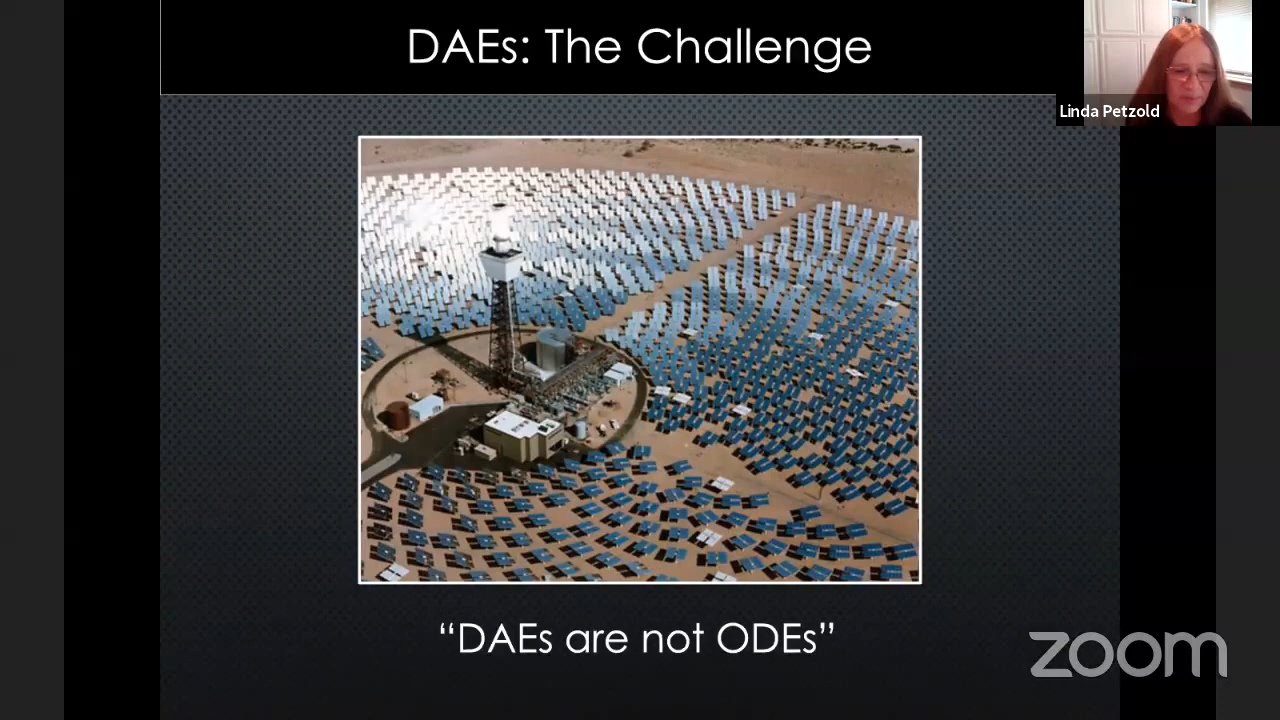 DAEs: The Challenge
Linda Petzold
“DAEs are not ODEs”
zoom